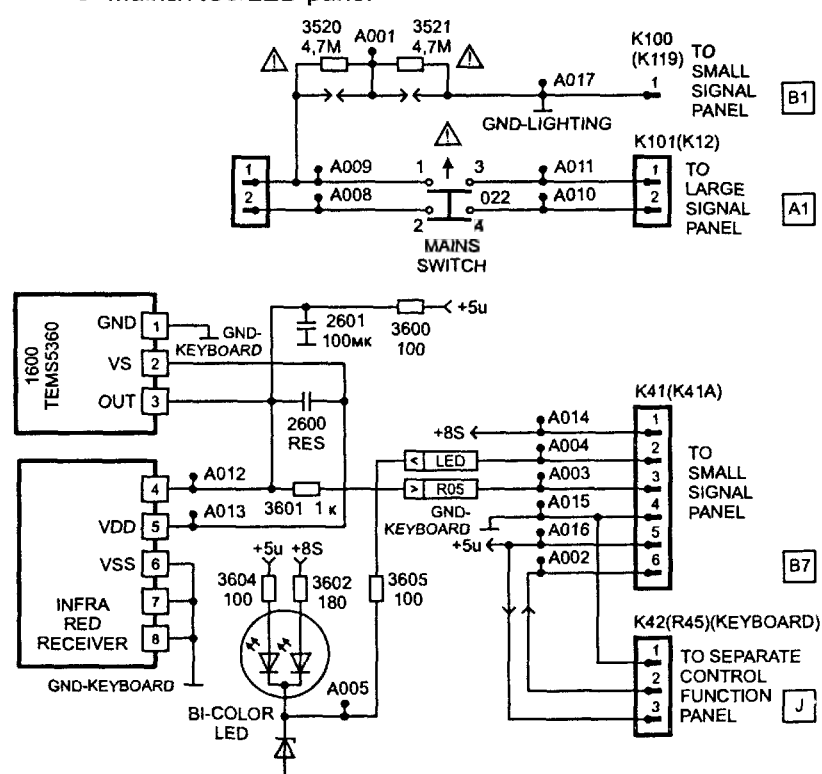 3520
4,7M
A001
3521
4,7M
K100
(K119)
1
TO
SMALL
SIGNAL
PANEL
B1
A017
GND-LIGHTING
K101(K12)
1
2
A009
A008
1
3
2
4
022
MAINS
SWITCH
A011
A010
1
2
TO
LARGE
SIGNAL
PANEL
A1
1600
TEMS5360
GND
1
VS
2
OUT
3
GND-
KEYBOARD
2601
100мк
3600
100
+5u
2600
RES
INFRA
RED
RECEIVER
4
VDD
5
VSS
6
7
8
A012
A013
3601
1 к
GND-KEYBOARD
+5u
+8S
3604
100
3602
180
3605
100
BI-COLOR
LED
A005
< LED
> R05
+8S
GND-
KEYBOARD
+5u
A014
A004
A003
A015
A016
A002
K41(K41A)
1
2
3
4
5
6
TO
SMALL
SIGNAL
PANEL
B7
K42(R45)(KEYBOARD)
1
2
3
TO SEPARATE
CONTROL
FUNCTION
PANEL
J